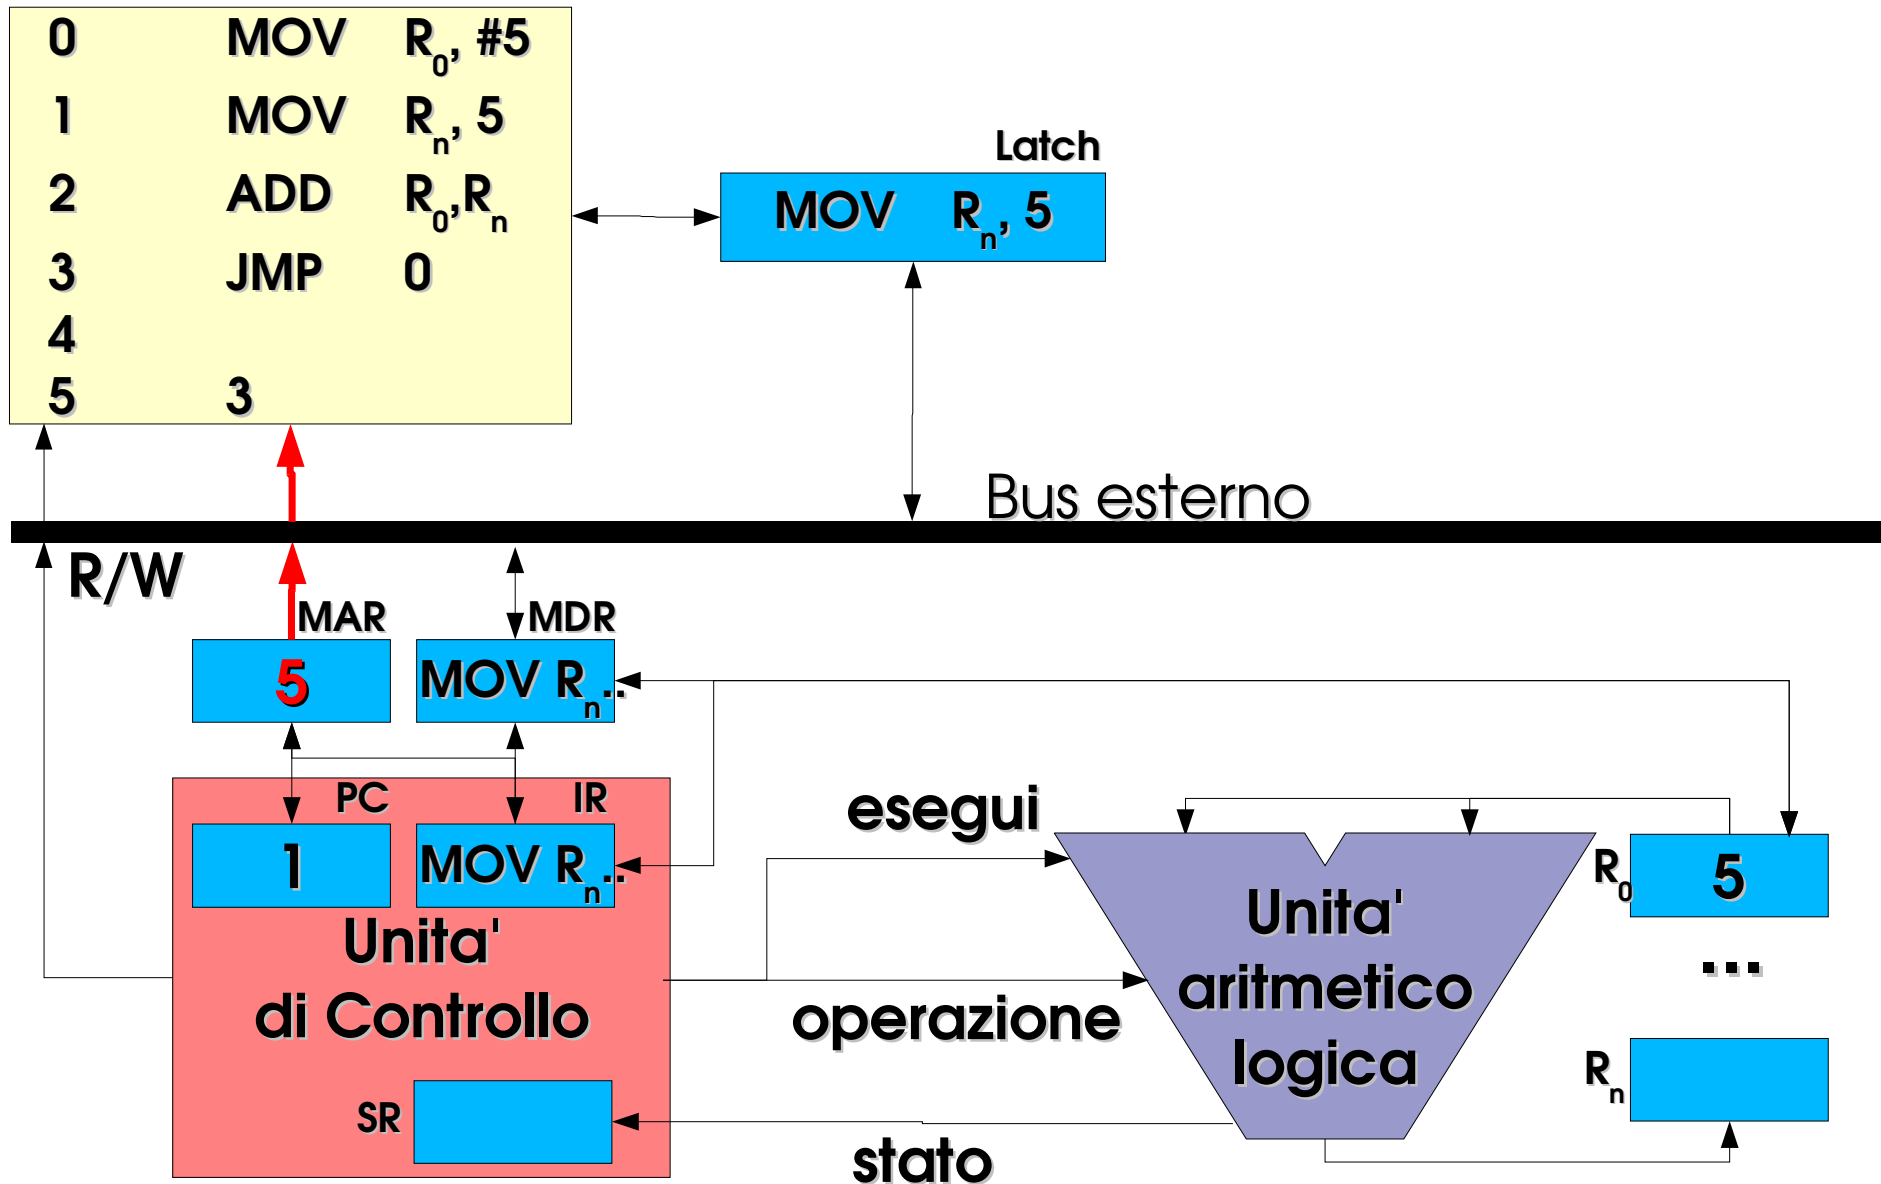 0 MOV R0, #5
1 MOV Rn, 5
2 ADD R0,Rn
3 JMP 0
4
5 3
Latch
MOV Rn, 5
Bus esterno
R/W
MAR MDR
5 MOV Rn..
PC IR
1 MOV Rn..
Unita'
di Controllo
SR
esegui
operazione
stato
Unita'
aritmetico
logica
R0 5
...
Rn